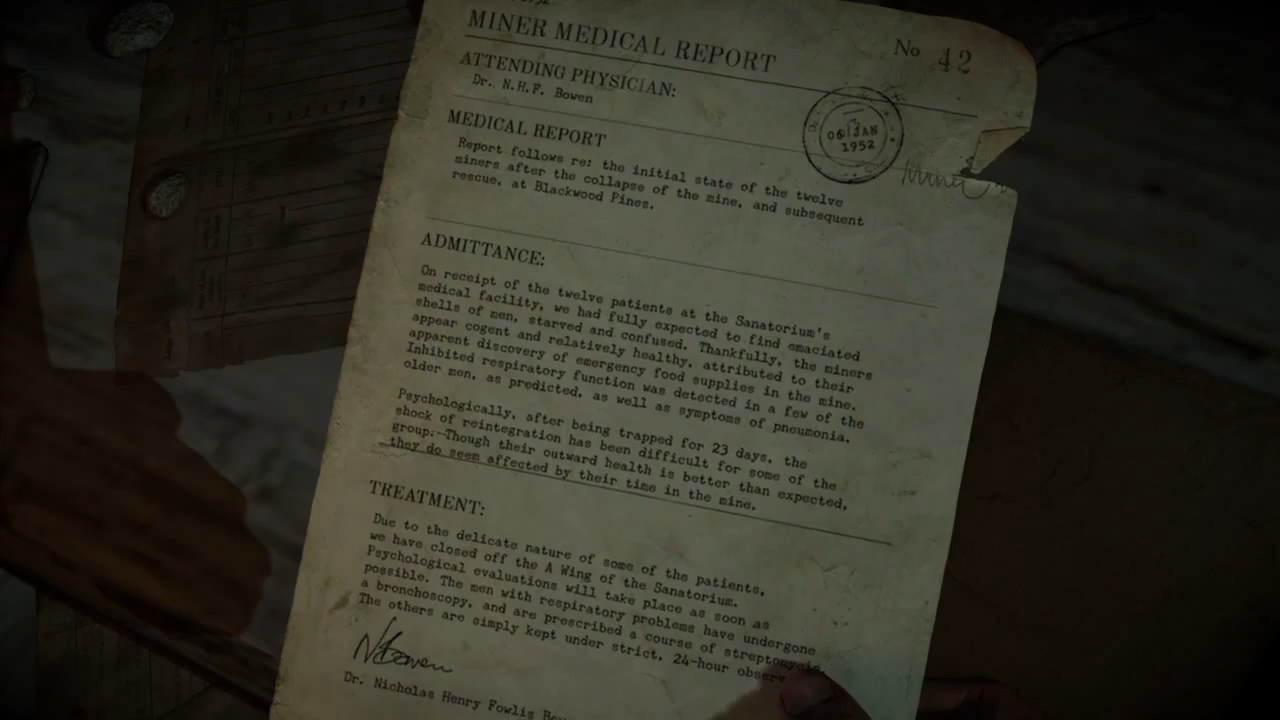 MINER MEDICAL REPORT
No 42
ATTENDING PHYSICIAN:
Dr. N.H.F. Bowen
06 JAN
1952
MEDICAL REPORT
Report follows re: the initial state of the twelve
miners after the collapse of the mine, and subsequent
rescue, at Blackwood Pines.
ADMITTANCE:
On receipt of the twelve patients at the Sanatorium's
medical facility, we had fully expected to find emaciated
shells of men, starved and confused. Thankfully, the miners
appear cogent and relatively healthy, attributed to their
apparent discovery of emergency food supplies in the mine.
Inhibited respiratory function was detected in a few of the
older men, as predicted, as well as symptoms of pneumonia.
Psychologically, after being trapped for 23 days, the
shock of reintegration has been difficult for some of the
group. Though their outward health is better than expected,
they do seem affected by their time in the mine.
TREATMENT:
Due to the delicate nature of some of the patients,
we have closed off the A Wing of the Sanatorium.
Psychological evaluations will take place as soon as
possible. The men with respiratory problems have undergone
a bronchoscopy, and are prescribed a course of streptomycin.
The others are simply kept under strict, 24-hour observ
NBowen
Dr. Nicholas Henry Fowlis Bow